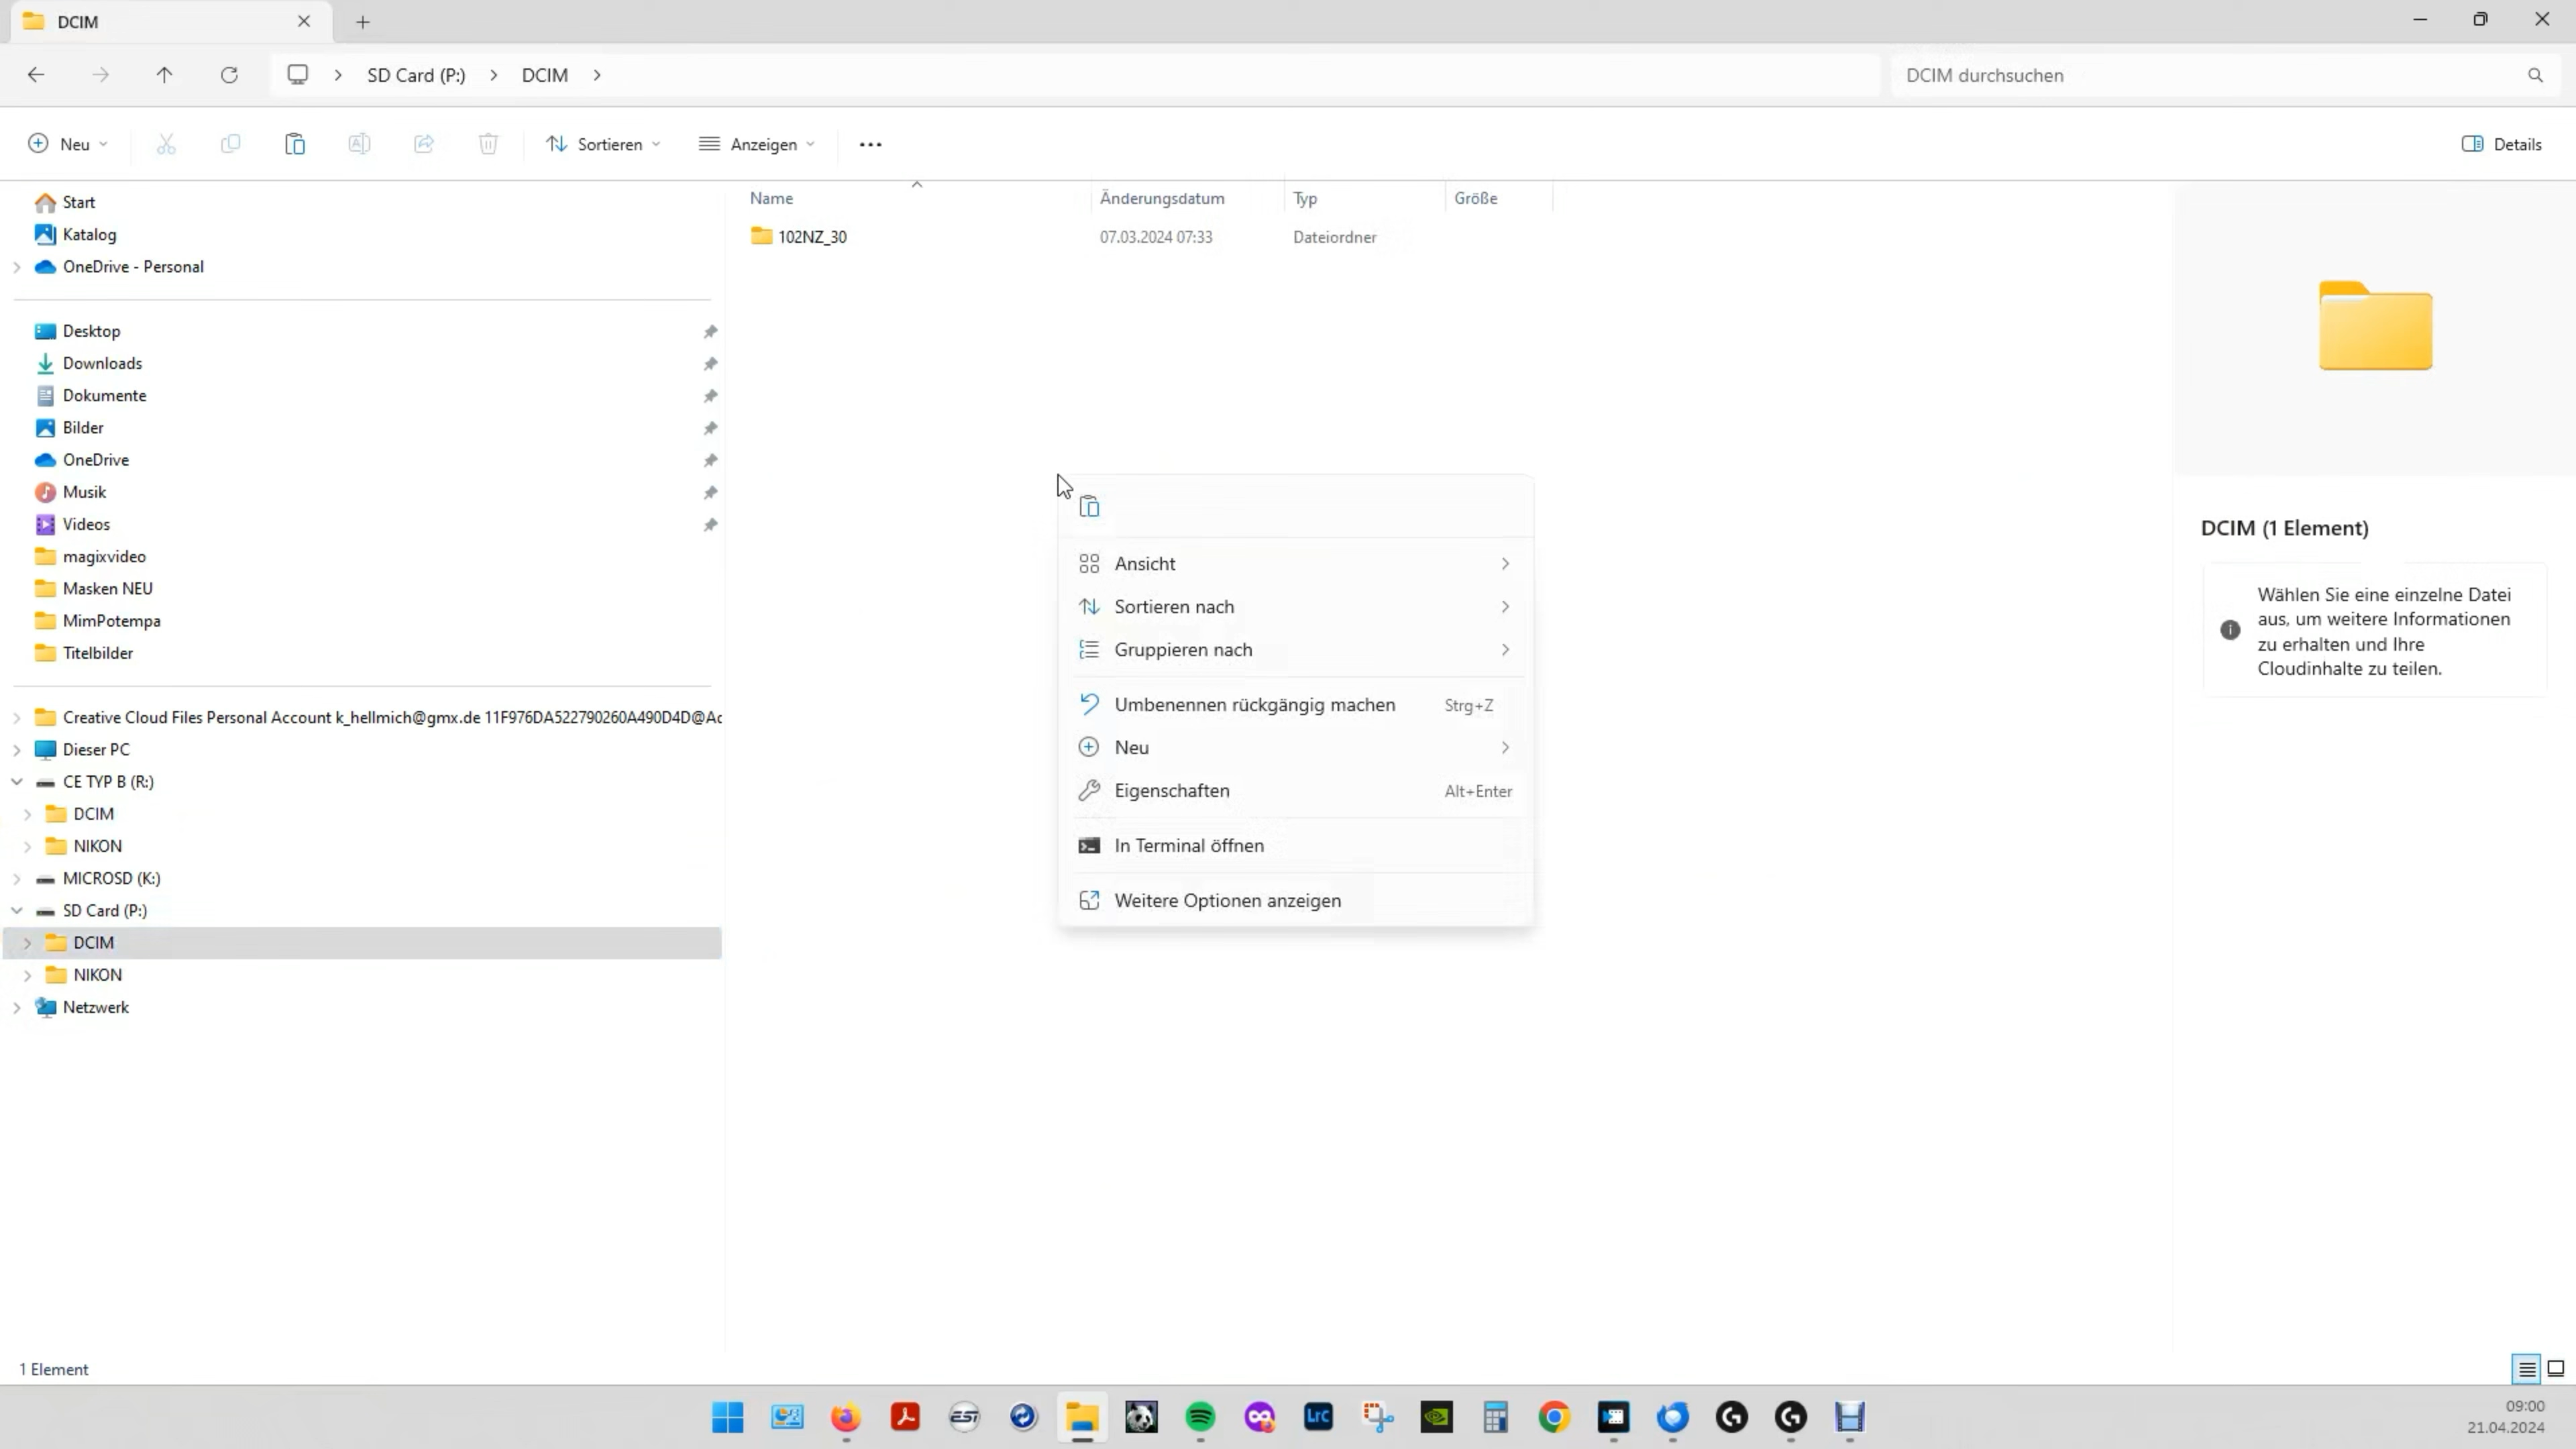 DCIM
SD Card (P:)
DCIM
DCIM durchsuchen
Neu
Sortieren
Anzeigen
Details
Start
Katalog
OneDrive - Personal
Desktop
Downloads
Dokumente
Bilder
OneDrive
Musik
Videos
magixvideo
Masken NEU
MimPotempa
Titelbilder
Creative Cloud Files Personal Account k_hellmich@gmx.de 11F976DA522790260A490D4D@Ac
Dieser PC
CE TYP B (R:)
DCIM
NIKON
MICROSD (K:)
SD Card (P:)
DCIM
NIKON
Netzwerk
Name Änderungsdatum Typ Größe
102NZ_30 07.03.2024 07:33 Dateiordner
Ansicht
Sortieren nach
Gruppieren nach
Umbenennen rückgängig machen Strg+Z
Neu
Eigenschaften Alt+Enter
In Terminal öffnen
Weitere Optionen anzeigen
DCIM (1 Element)
Wählen Sie eine einzelne Datei
aus, um weitere Informationen
zu erhalten und Ihre
Cloudinhalte zu teilen.
1 Element
EST
Lrc
09:00
21.04.2024